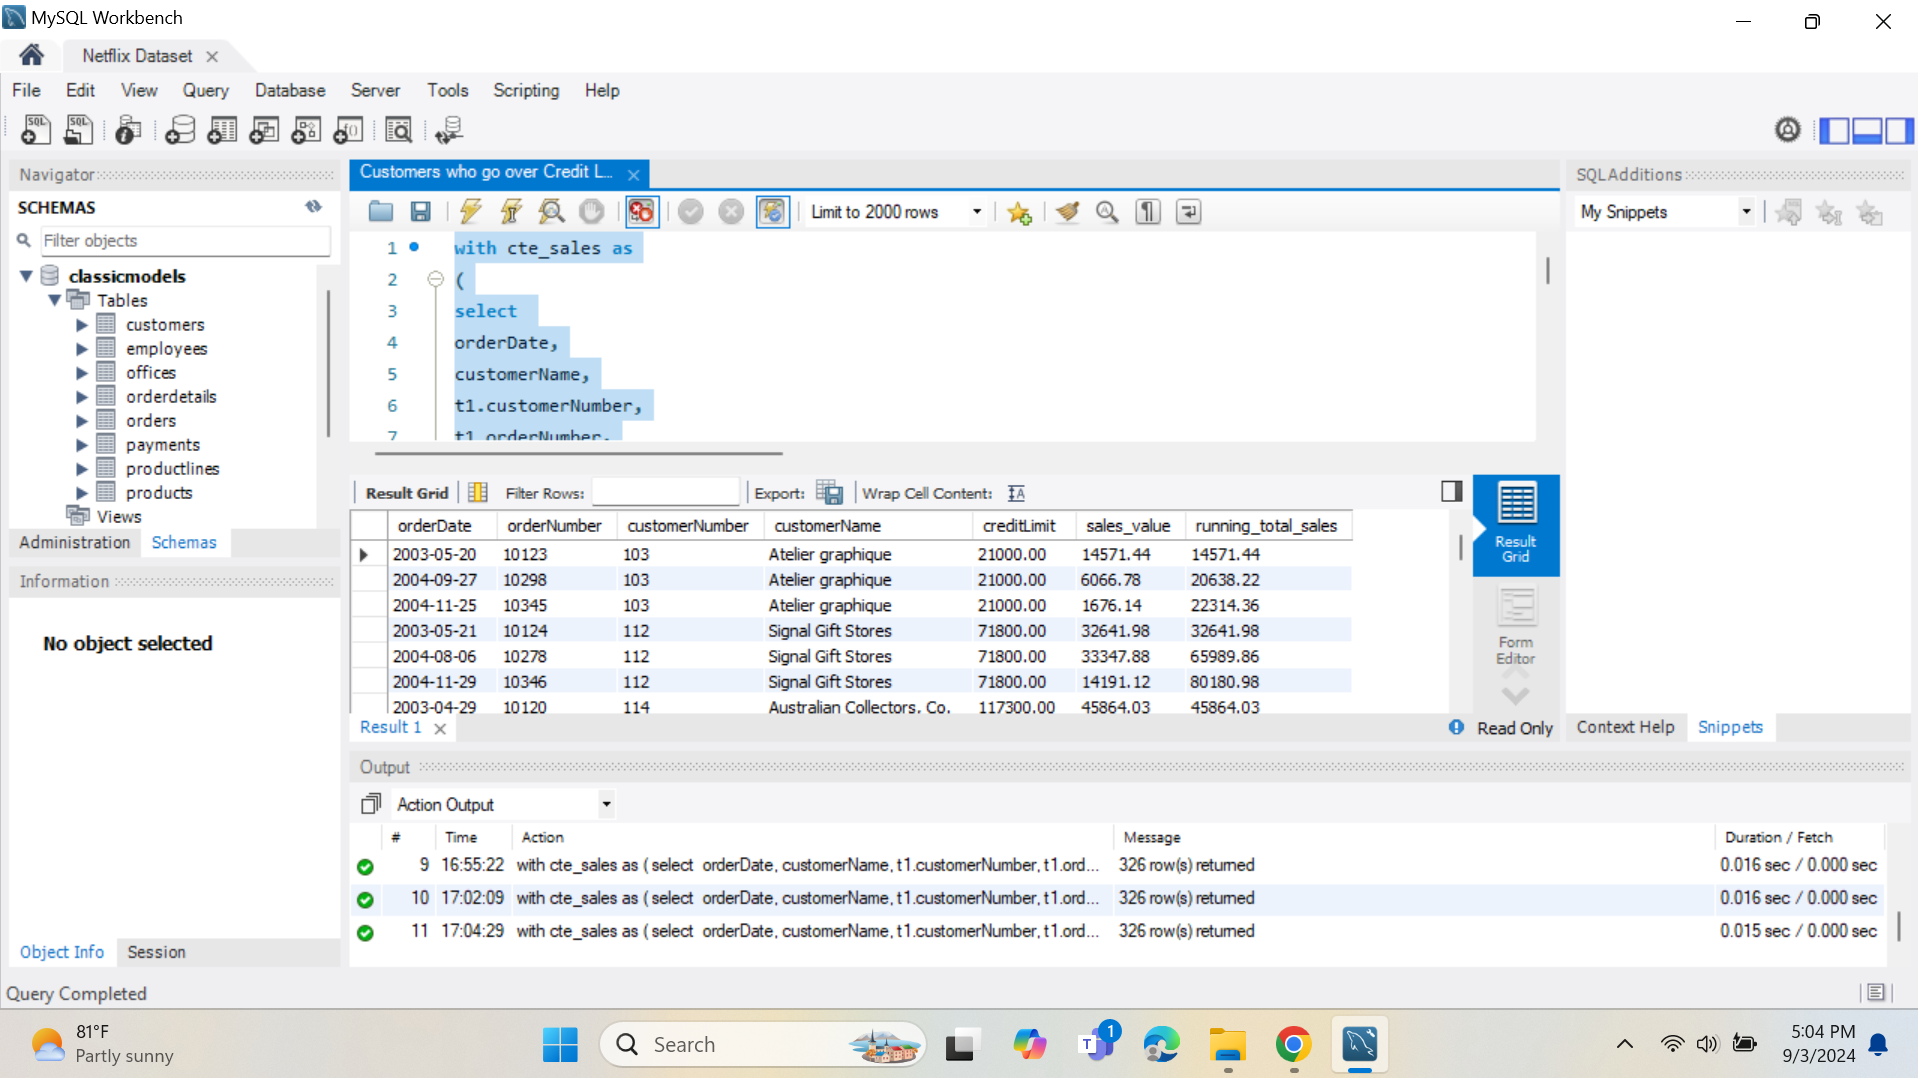 MySQL Workbench
Netflix Dataset
File Edit View Query Database Server Tools Scripting Help
Navigator
SCHEMAS
Filter objects
classicmodels
Tables
customers
employees
offices
orderdetails
orders
payments
productlines
products
Views
Administration Schemas
Information
No object selected
Object Info Session
Query Completed
Customers who go over Credit L...
Limit to 2000 rows
1 with cte_sales as
2 (
3 select
4 orderDate,
5 customerName,
6 t1.customerNumber,
7 t1.orderNumber,
Result Grid Filter Rows: Export: Wrap Cell Content:
orderDate orderNumber customerNumber customerName creditLimit sales_value running_total_sales
2003-05-20 10123 103 Atelier graphique 21000.00 14571.44 14571.44
2004-09-27 10298 103 Atelier graphique 21000.00 6066.78 20638.22
2004-11-25 10345 103 Atelier graphique 21000.00 1676.14 22314.36
2003-05-21 10124 112 Signal Gift Stores 71800.00 32641.98 32641.98
2004-08-06 10278 112 Signal Gift Stores 71800.00 33347.88 65989.86
2004-11-29 10346 112 Signal Gift Stores 71800.00 14191.12 80180.98
2003-04-29 10120 114 Australian Collectors, Co. 117300.00 45864.03 45864.03
Result
Grid
Form
Editor
Result 1
Read Only
SQLAdditions
My Snippets
Context Help Snippets
Output
Action Output
# Time Action Message Duration / Fetch
9 16:55:22 with cte_sales as ( select orderDate, customerName, t1.customerNumber, t1.ord... 326 row(s) returned 0.016 sec / 0.000 sec
10 17:02:09 with cte_sales as ( select orderDate, customerName, t1.customerNumber, t1.ord... 326 row(s) returned 0.016 sec / 0.000 sec
11 17:04:29 with cte_sales as ( select orderDate, customerName, t1.customerNumber, t1.ord... 326 row(s) returned 0.015 sec / 0.000 sec
81°F
Partly sunny
Search
1
5:04 PM
9/3/2024